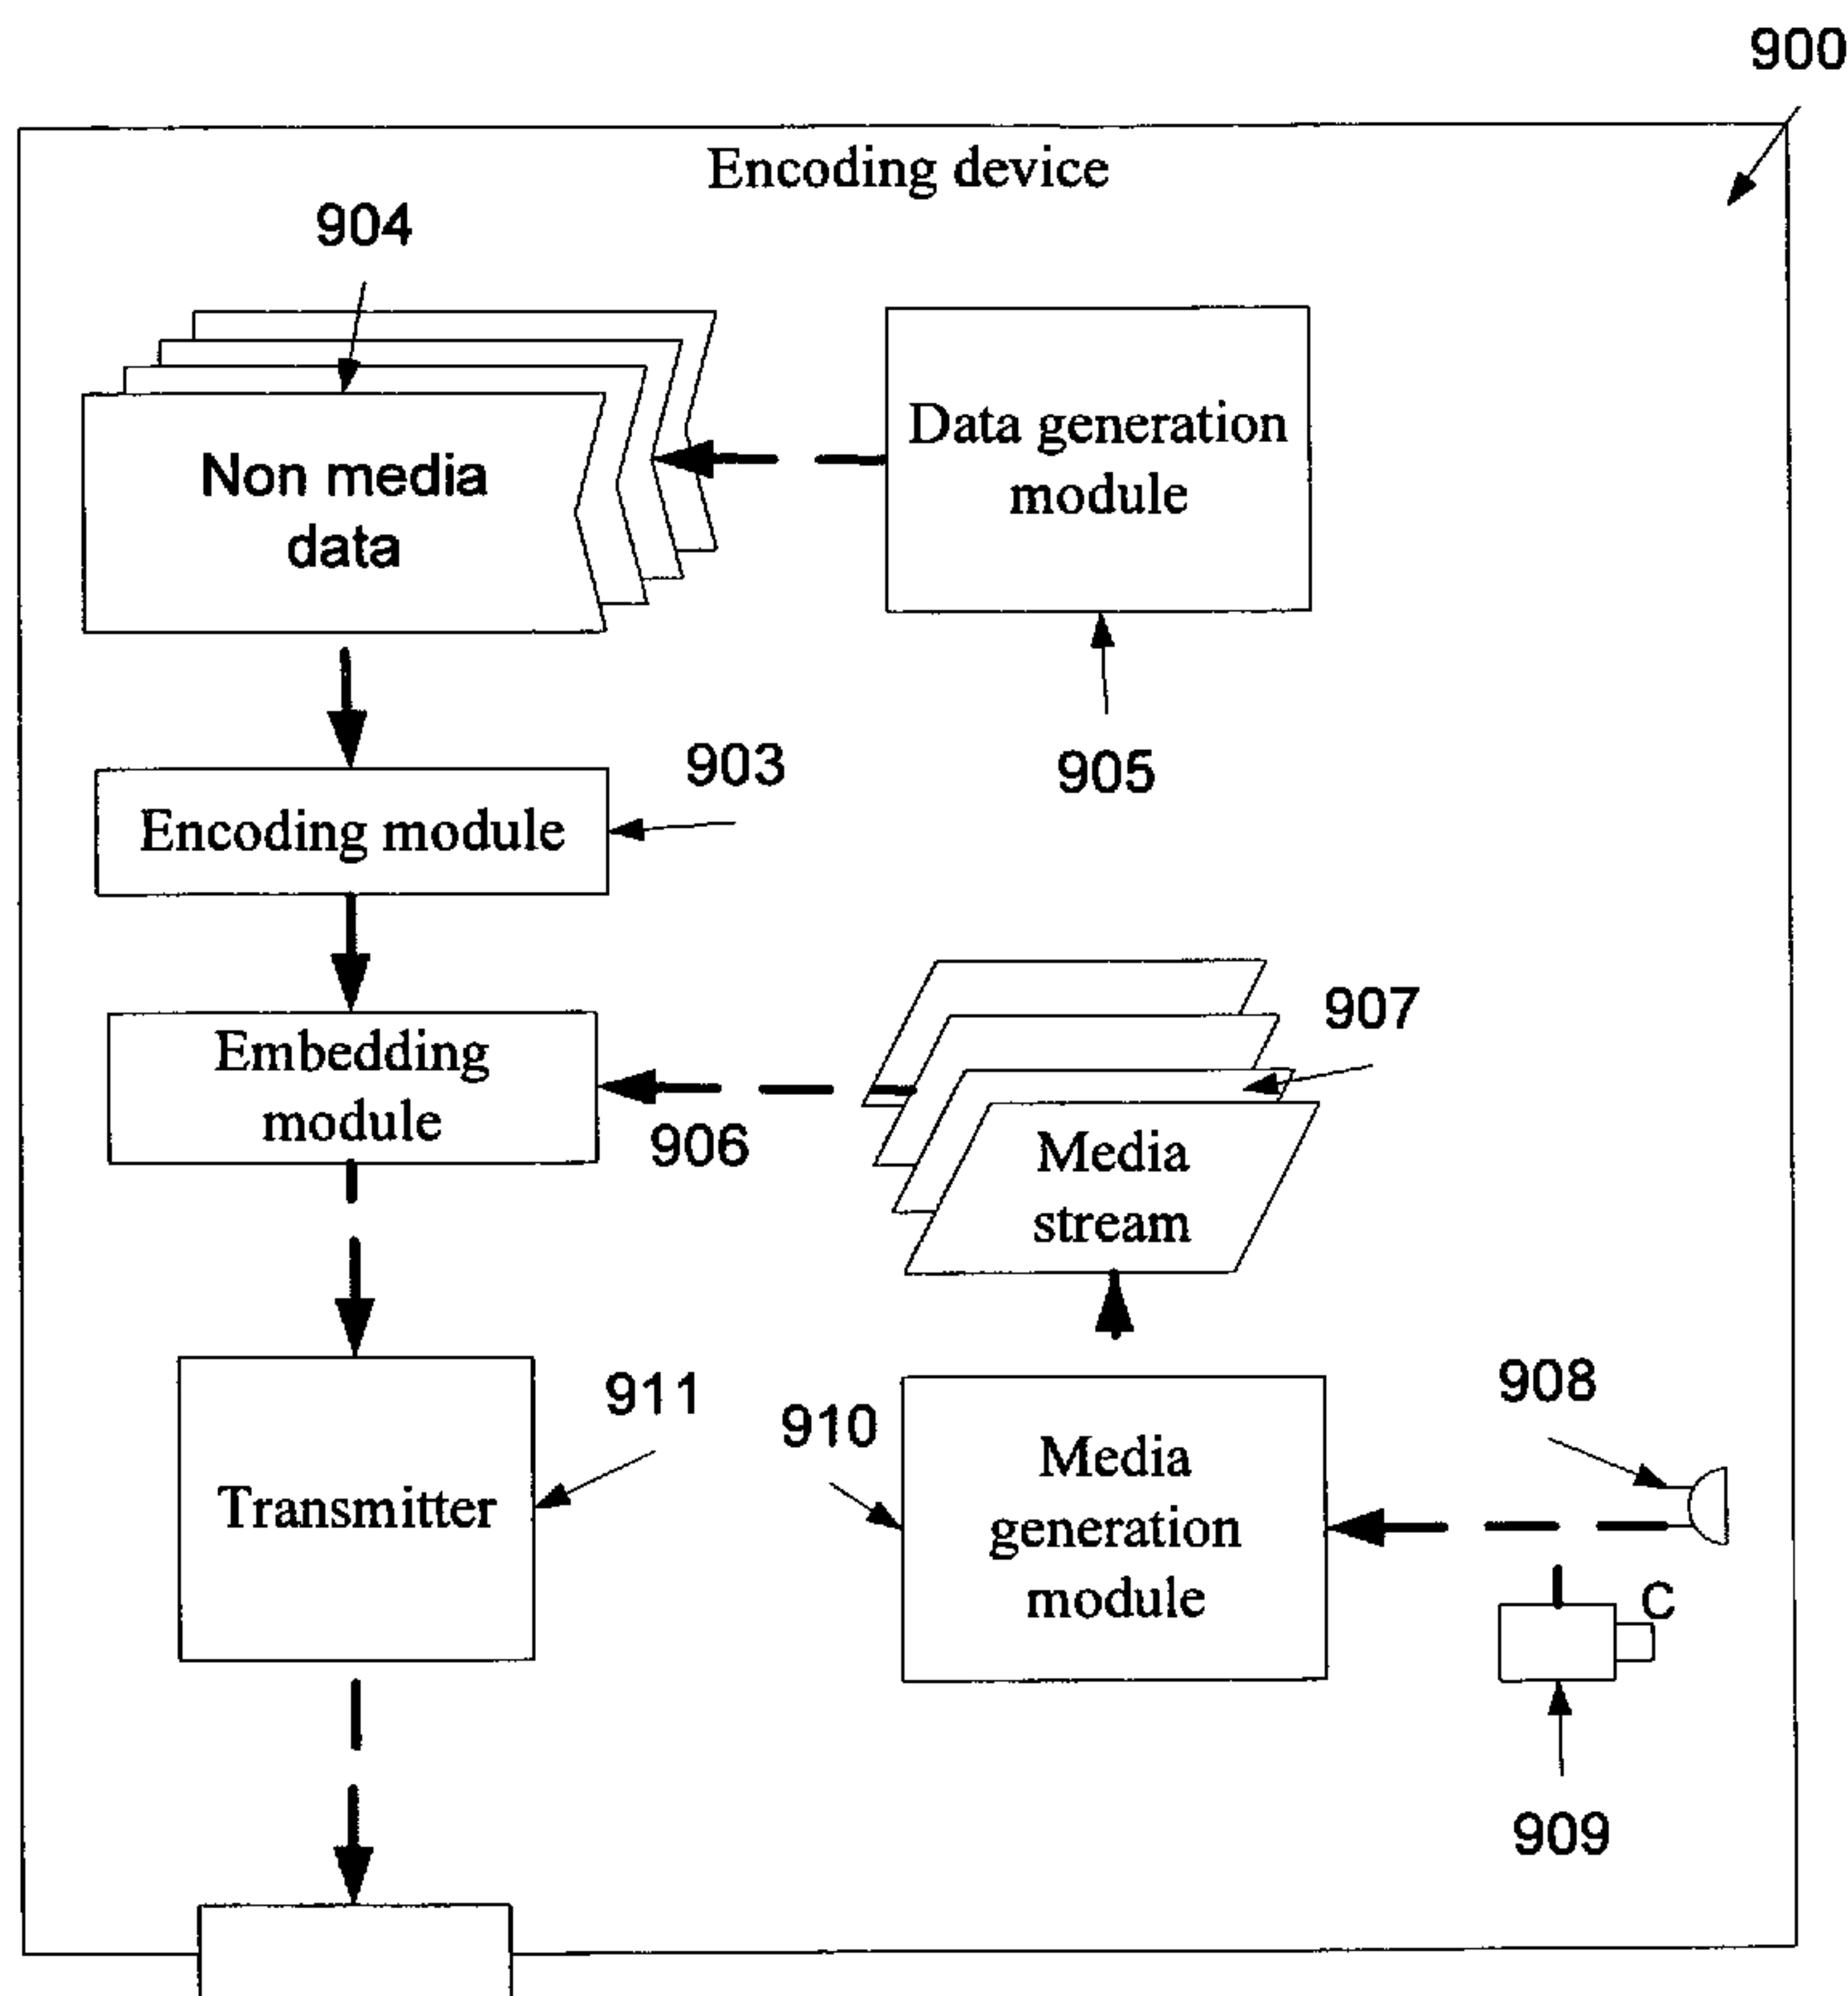 900
Encoding device
904
Non media
data
Data generation
module
903
905
Encoding module
907
Embedding
module
906
Media
stream
908
911
910
Media
generation
module
Transmitter
C
909